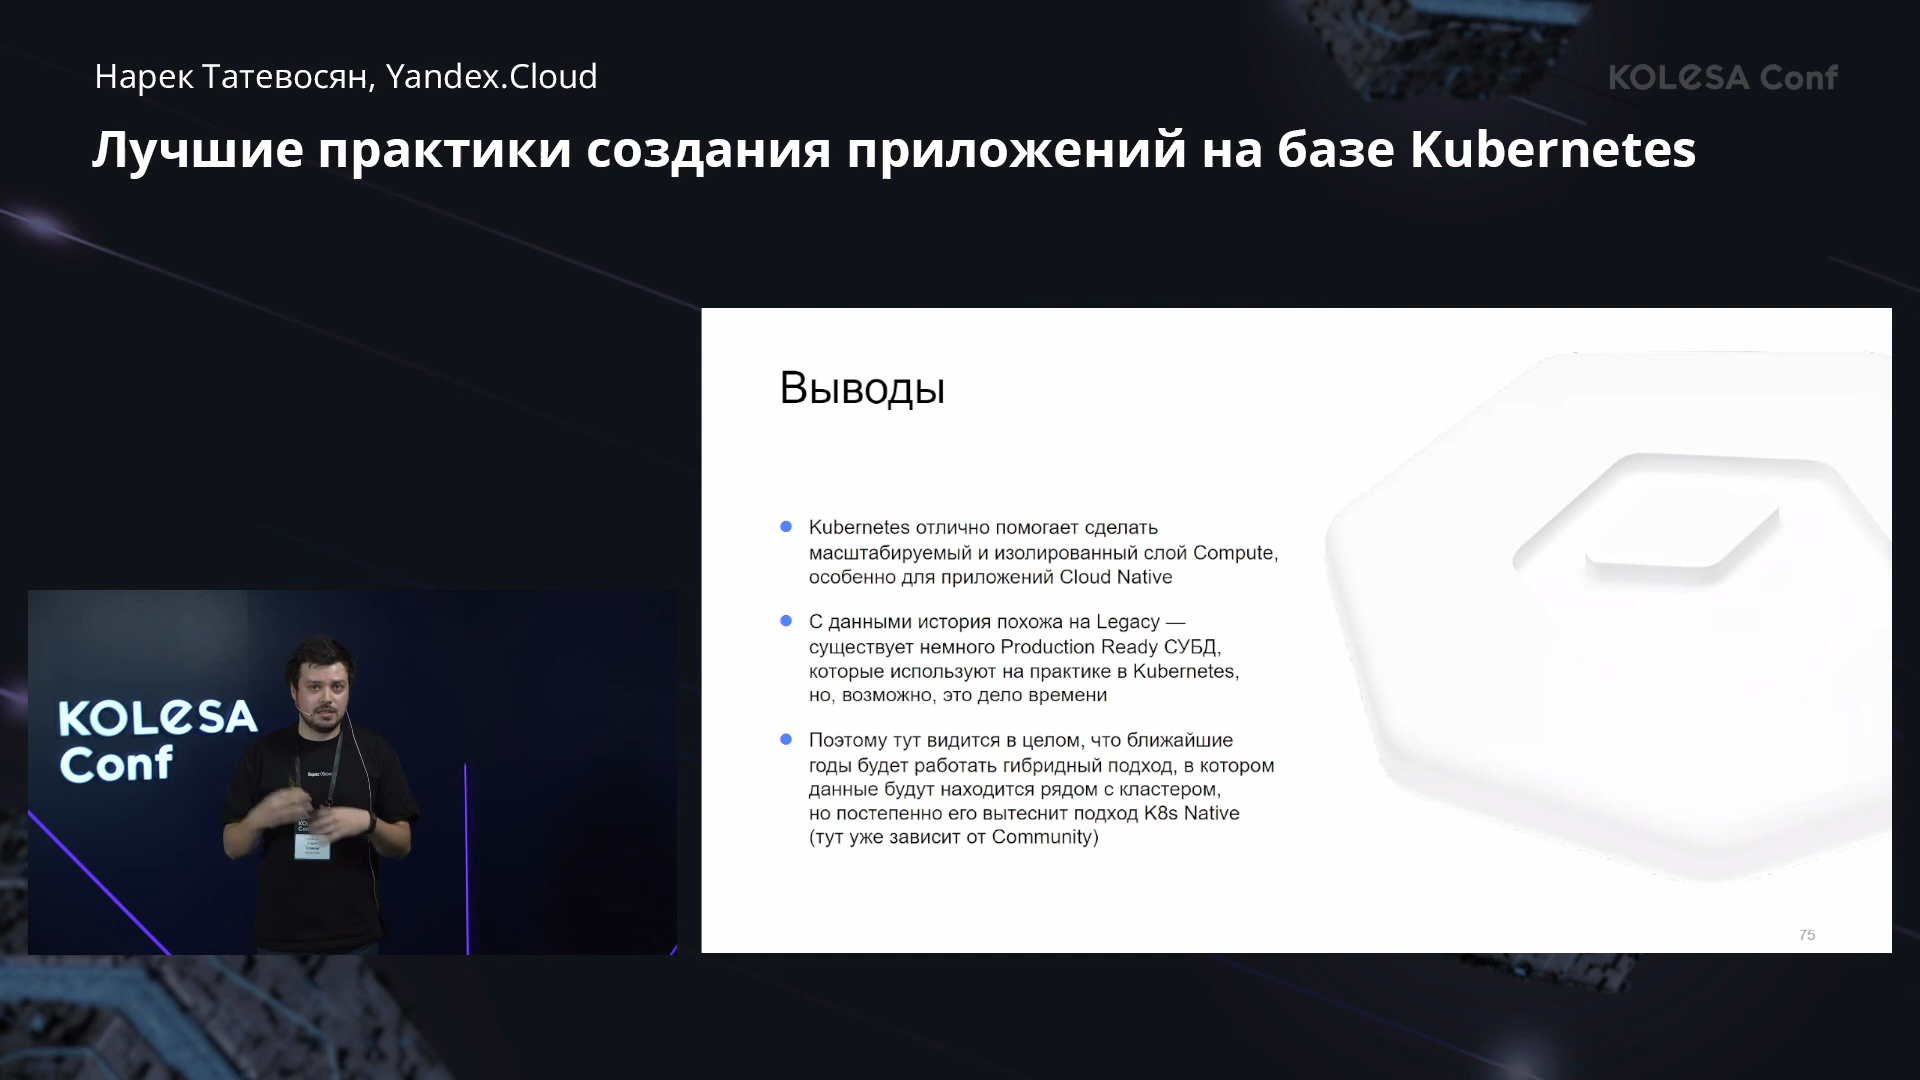 Нарек Татевосян, Yandex.Cloud
KOLESA Conf
Лучшие практики создания приложений на базе Kubernetes
Выводы
Kubernetes отлично помогает сделать
масштабируемый и изолированный слой Compute,
особенно для приложений Cloud Native
С данными история похожа на Legacy —
существует немного Production Ready СУБД,
которые используют на практике в Kubernetes,
но, возможно, это дело времени
Поэтому тут видится в целом, что ближайшие
годы будет работать гибридный подход, в котором
данные будут находится рядом с кластером,
но постепенно его вытеснит подход K8s Native
(тут уже зависит от Community)
75
KOLESA
Conf